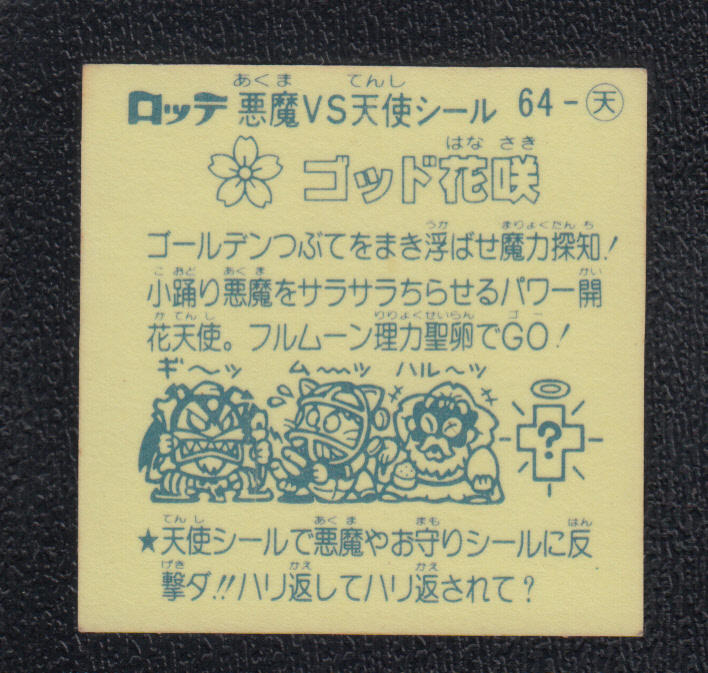 ロッテ 悪魔VS天使シール 64-天
ゴッド花咲
ゴールデンつぶてをまき浮ばせ魔力探知!
小踊り悪魔をサラサラちらせるパワー開
花天使。フルムーン理力聖卵でGO!
ギ〜ッ ム〜ッ ハル〜ッ
?
★天使シールで悪魔やお守りシールに反
撃ダ!!ハリ返してハリ返されて?